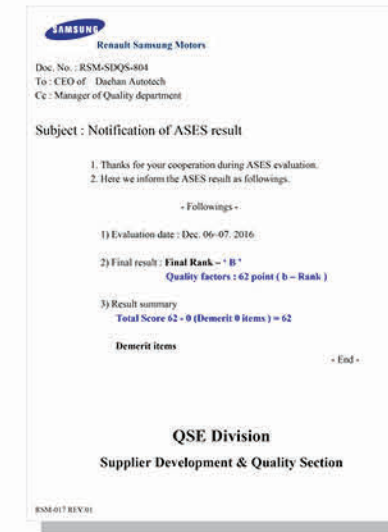 SAMSUNG
Renault Samsung Motors
Doc. No. : RSM-SDQS-804
To : CEO of Daehan Autotech
Cc : Manager of Quality department
Subject : Notification of ASES result
1. Thanks for your cooperation during ASES evaluation.
2. Here we inform the ASES result as followings.
- Followings -
1) Evaluation date : Dec. 06~07. 2016
2) Final result : Final Rank – ‘ B ’
Quality factors : 62 point ( b – Rank )
3) Result summary
Total Score 62 - 0 (Demerit 0 items ) = 62
Demerit items
- End -
QSE Division
Supplier Development & Quality Section
RSM-017 REV.01